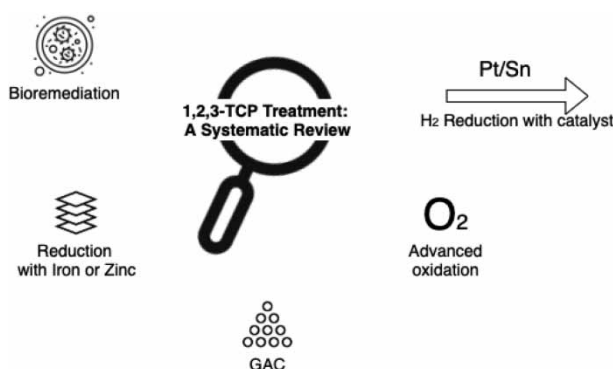 Bioremediation
1,2,3-TCP Treatment:
A Systematic Review
Pt/Sn
H₂ Reduction with catalyst
Reduction
with Iron or Zinc
O₂
Advanced
oxidation
GAC